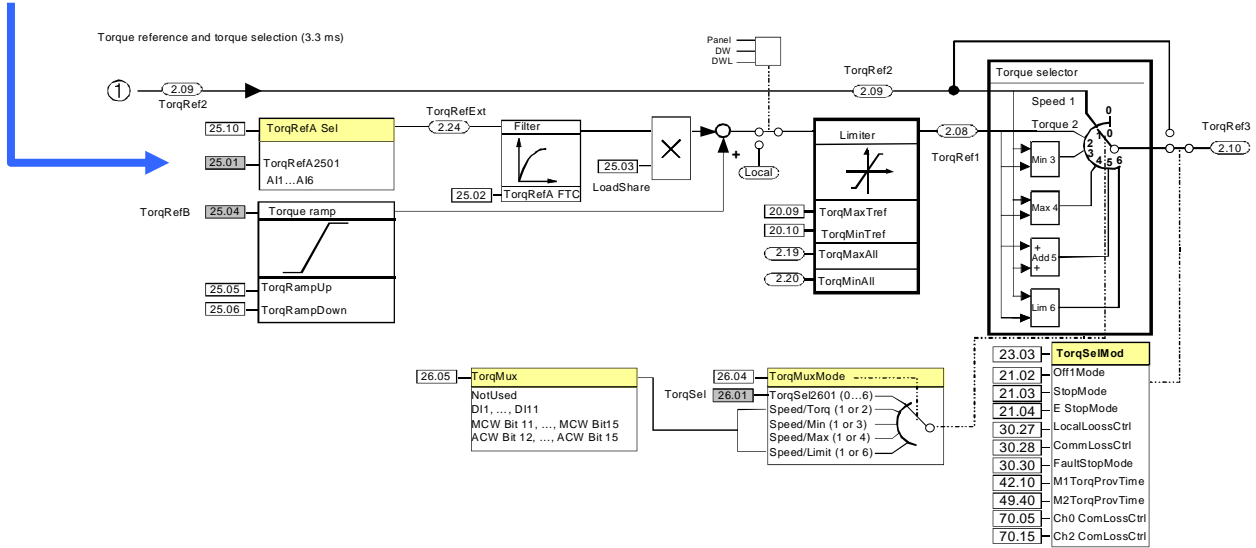 Torque reference and torque selection (3.3 ms)
Panel
DW
DWL
1
2.09
TorqRef2
TorqRef2
2.09
Torque selector
Speed 1
0
0
Torque 2
1
2
3
4 5 6
Min 3
Max 4
+
Add 5
+
Lim 6
TorqRef3
2.10
25.10
TorqRefA Sel
25.01
TorqRefA2501
AI1...AI6
TorqRefExt
2.24
Filter
25.02
TorqRefA FTC
25.03
LoadShare
+
Local
Limiter
2.08
TorqRef1
20.09
TorqMaxTref
20.10
TorqMinTref
2.19
TorqMaxAll
2.20
TorqMinAll
TorqRefB
25.04
Torque ramp
25.05
TorqRampUp
25.06
TorqRampDown
26.05
TorqMux
NotUsed
DI1, ..., DI11
MCW Bit 11, ..., MCW Bit15
ACW Bit 12, ..., ACW Bit15
26.04
TorqMuxMode
TorqSel
26.01
TorqSel2601 (0...6)
Speed/Torq (1 or 2)
Speed/Min (1 or 3)
Speed/Max (1 or 4)
Speed/Limit (1 or 6)
23.03
TorqSelMod
21.02
Off1Mode
21.03
StopMode
21.04
E StopMode
30.27
LocalLoossCtrl
30.28
CommLossCtrl
30.30
FaultStopMode
42.10
M1TorqProvTime
49.40
M2TorqProvTime
70.05
Ch0 ComLossCtrl
70.15
Ch2 ComLossCtrl